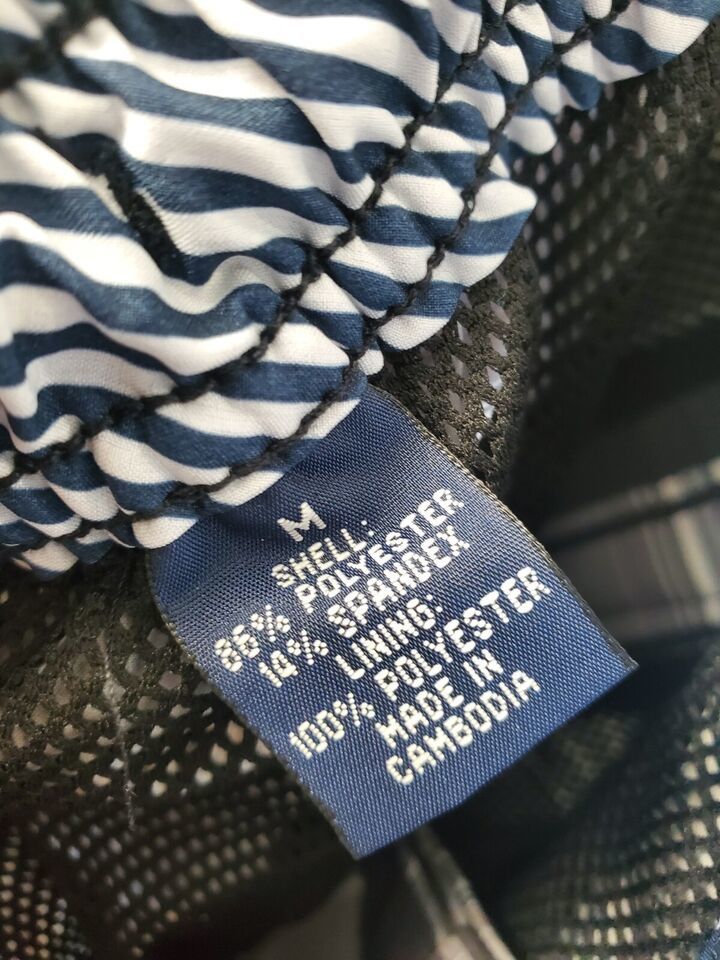 M
SHELL:
86% POLYESTER
14% SPANDEX
LINING:
100% POLYESTER
MADE IN
CAMBODIA